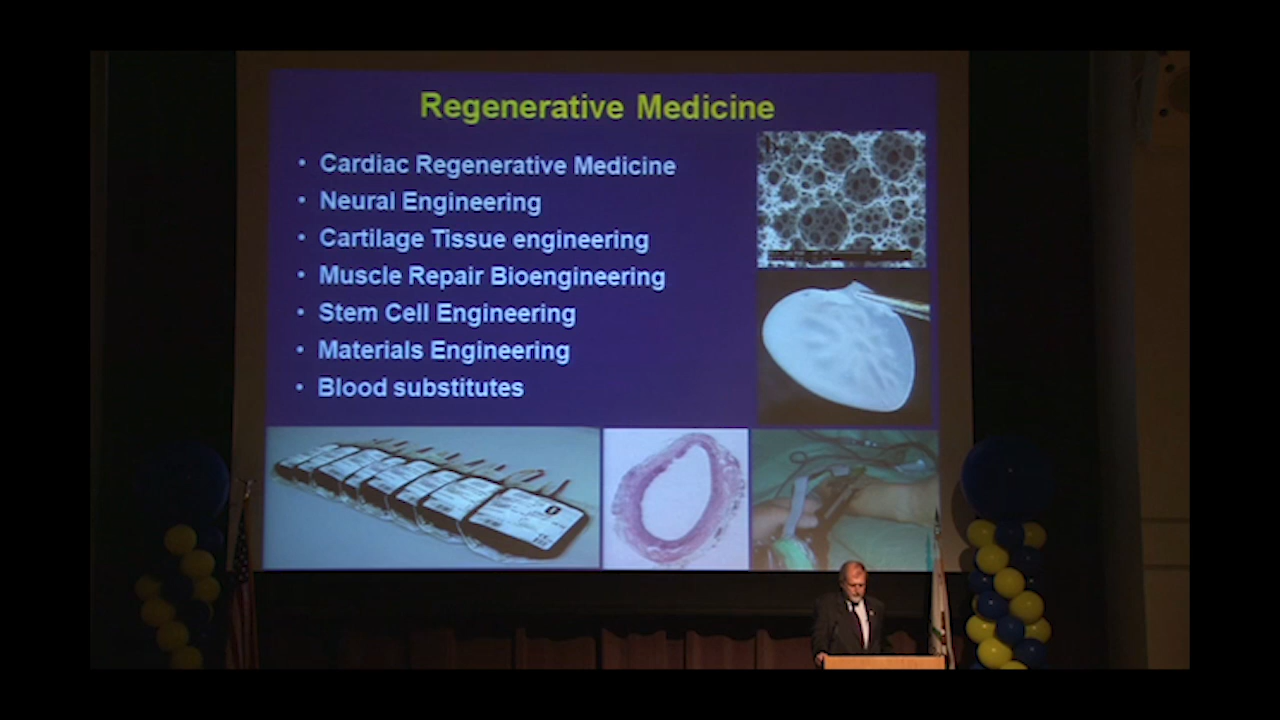 Regenerative Medicine
• Cardiac Regenerative Medicine
• Neural Engineering
• Cartilage Tissue engineering
• Muscle Repair Bioengineering
• Stem Cell Engineering
• Materials Engineering
• Blood substitutes